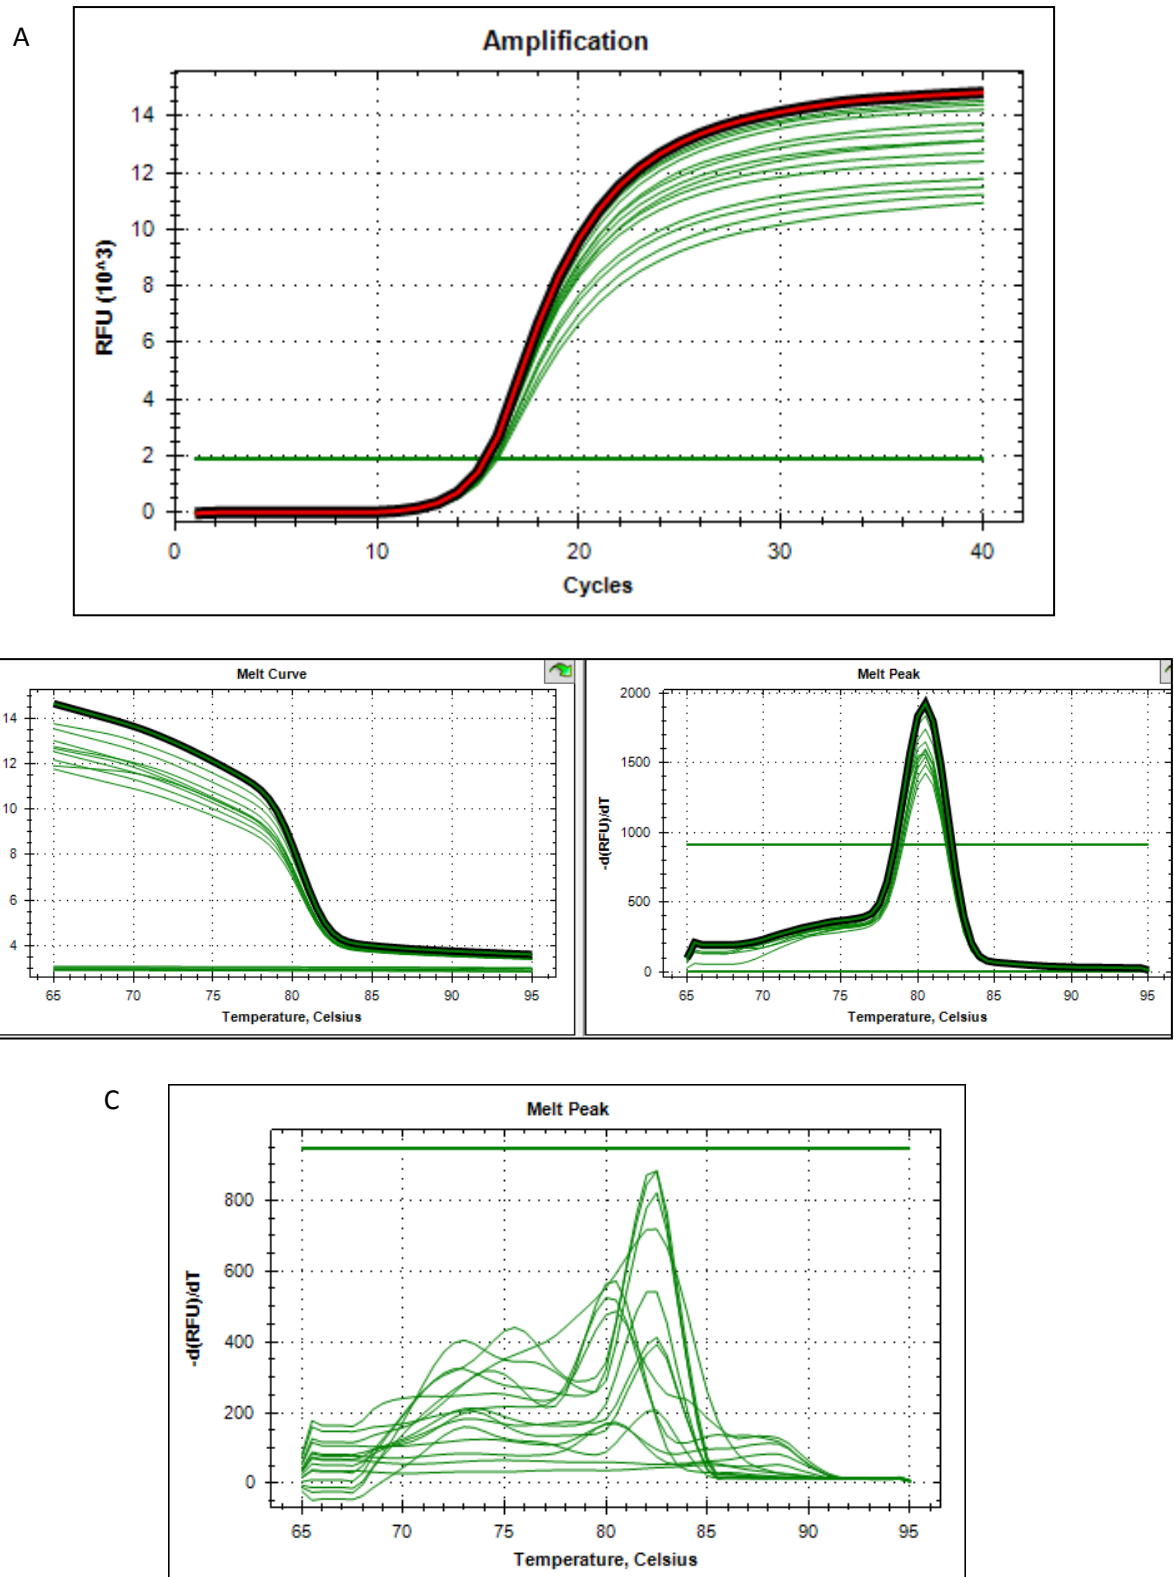 A
Amplification
14
12
10
8
6
4
2
0
RFU (10^3)
0 10 20 30 40
Cycles
Melt Curve
14
12
10
8
6
4
65 70 75 80 85 90 95
Temperature, Celsius
Melt Peak
2000
1500
1000
500
0
-d(RFU)/dT
65 70 75 80 85 90 95
Temperature, Celsius
C
Melt Peak
800
600
400
200
0
-d(RFU)/dT
65 70 75 80 85 90 95
Temperature, Celsius